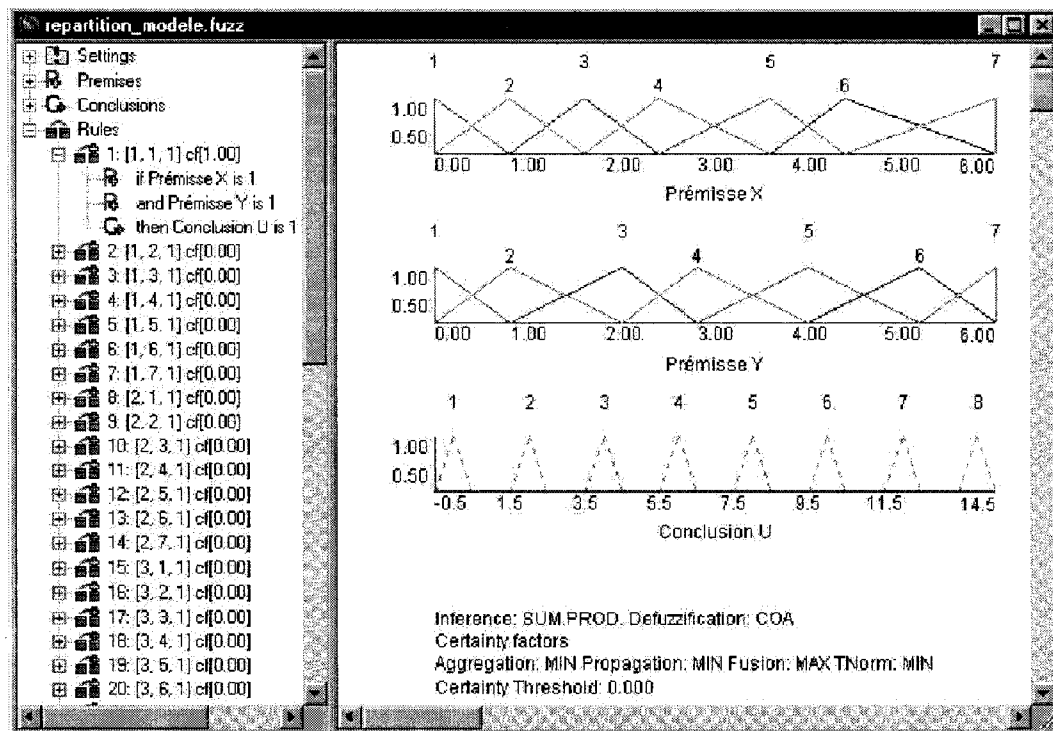 repartition_modele.fuzz
Settings
Premises
Conclusions
Rules
1: [1, 1, 1] cf[1.00]
if Prémisse X is 1
and Prémisse Y is 1
then Conclusion U is 1
2: [1, 2, 1] cf[0.00]
3: [1, 3, 1] cf[0.00]
4: [1, 4, 1] cf[0.00]
5: [1, 5, 1] cf[0.00]
6: [1, 6, 1] cf[0.00]
7: [1, 7, 1] cf[0.00]
8: [2, 1, 1] cf[0.00]
9: [2, 2, 1] cf[0.00]
10: [2, 3, 1] cf[0.00]
11: [2, 4, 1] cf[0.00]
12: [2, 5, 1] cf[0.00]
13: [2, 6, 1] cf[0.00]
14: [2, 7, 1] cf[0.00]
15: [3, 1, 1] cf[0.00]
16: [3, 2, 1] cf[0.00]
17: [3, 3, 1] cf[0.00]
18: [3, 4, 1] cf[0.00]
19: [3, 5, 1] cf[0.00]
20: [3, 6, 1] cf[0.00]
1 2 3 4 5 6 7
1.00
0.50
0.00 1.00 2.00 3.00 4.00 5.00 6.00
Prémisse X
1 2 3 4 5 6 7
1.00
0.50
0.00 1.00 2.00 3.00 4.00 5.00 6.00
Prémisse Y
1 2 3 4 5 6 7 8
1.00
0.50
-0.5 1.5 3.5 5.5 7.5 9.5 11.5 14.5
Conclusion U
Inference: SUM.PROD. Defuzzification: COA
Certainty factors
Aggregation: MIN Propagation: MIN Fusion: MAX TNorm: MIN
Certainty Threshold: 0.000